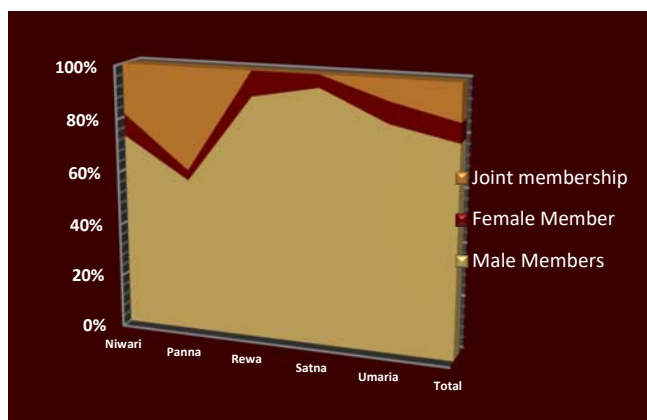 100%
80%
60%
40%
20%
0%
Niwari
Panna
Rewa
Satna
Umaria
Total
Joint membership
Female Member
Male Members